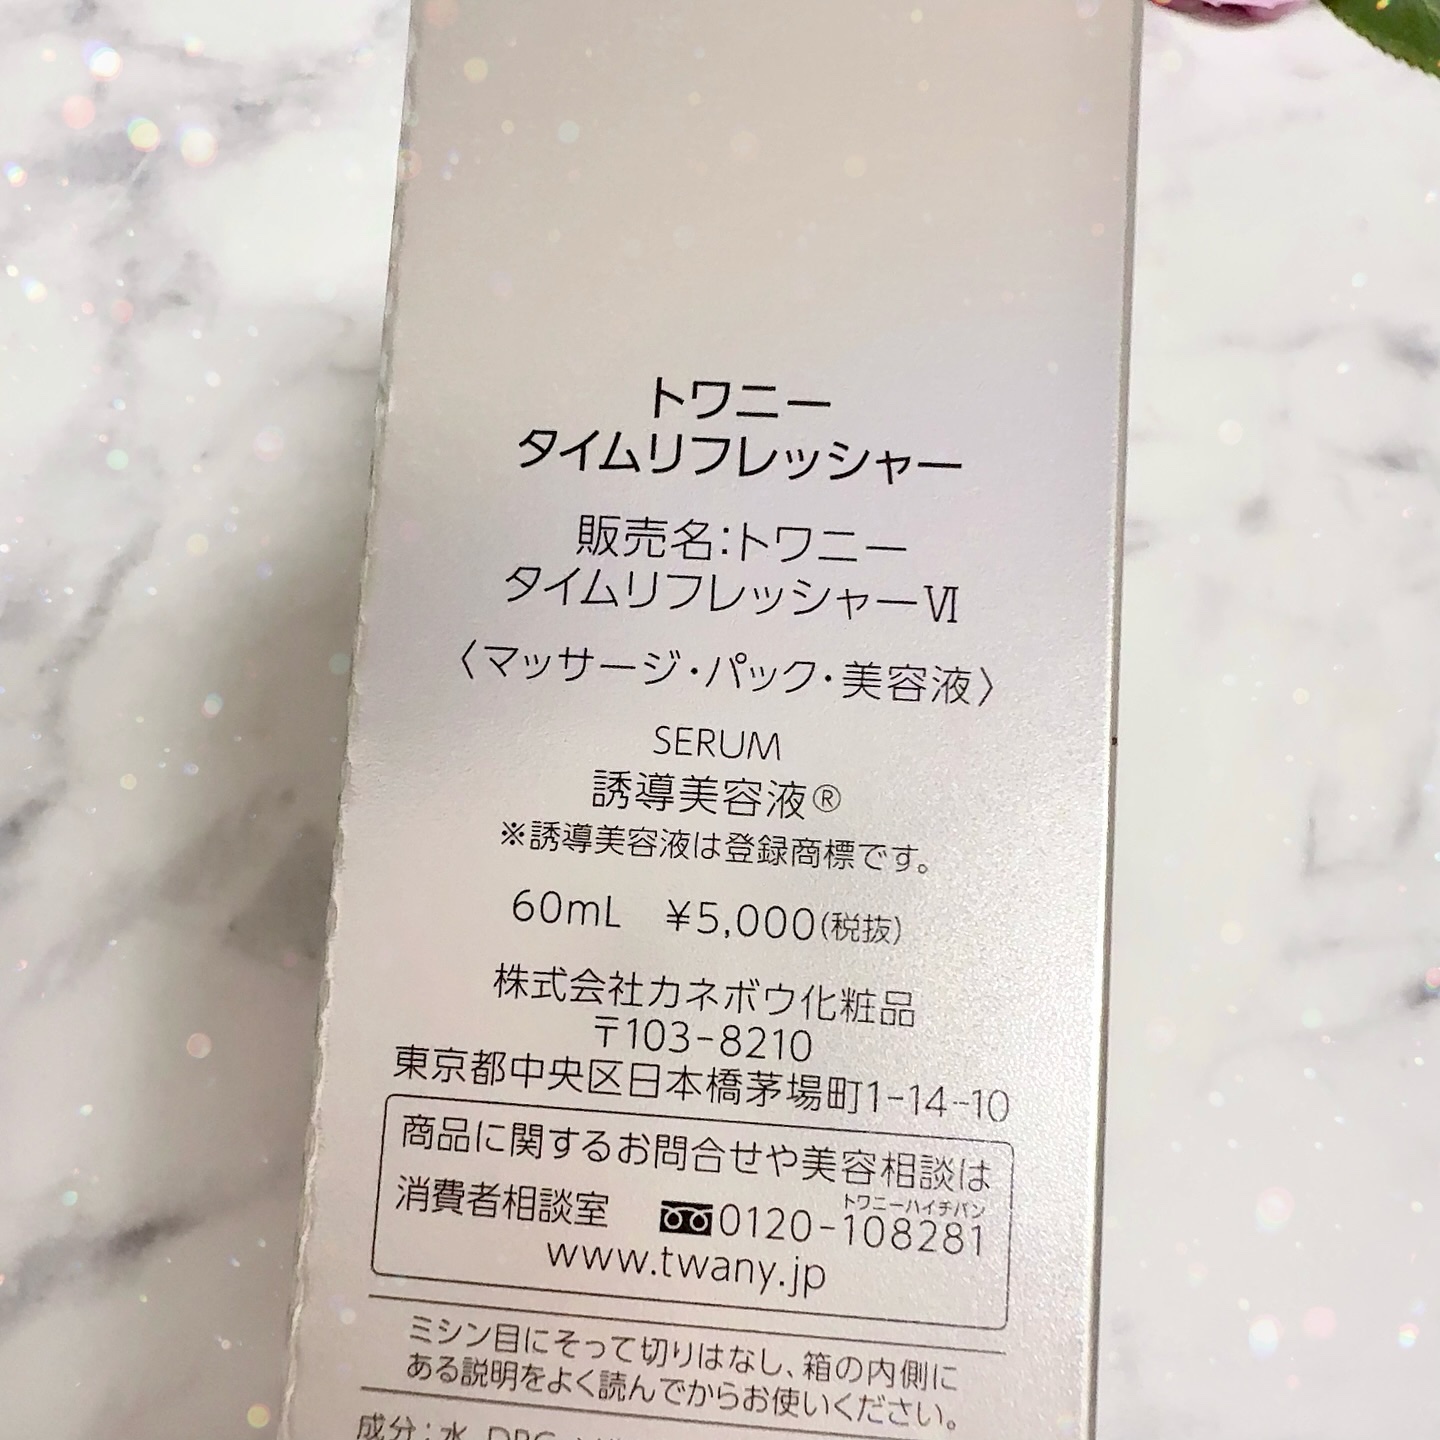 トワニー
タイムリフレッシャー
販売名:トワニー
タイムリフレッシャーⅥ
〈マッサージ・パック・美容液〉
SERUM
誘導美容液®
※誘導美容液は登録商標です。
60mL ¥5,000(税抜)
株式会社カネボウ化粧品
〒103-8210
東京都中央区日本橋茅場町1-14-10
商品に関するお問合せや美容相談は
トワニーハイチバン
消費者相談室 0120-108281
www.twany.jp
ミシン目にそって切りはなし、箱の内側に
ある説明をよく読んでからお使いください。
成分:水、DPG